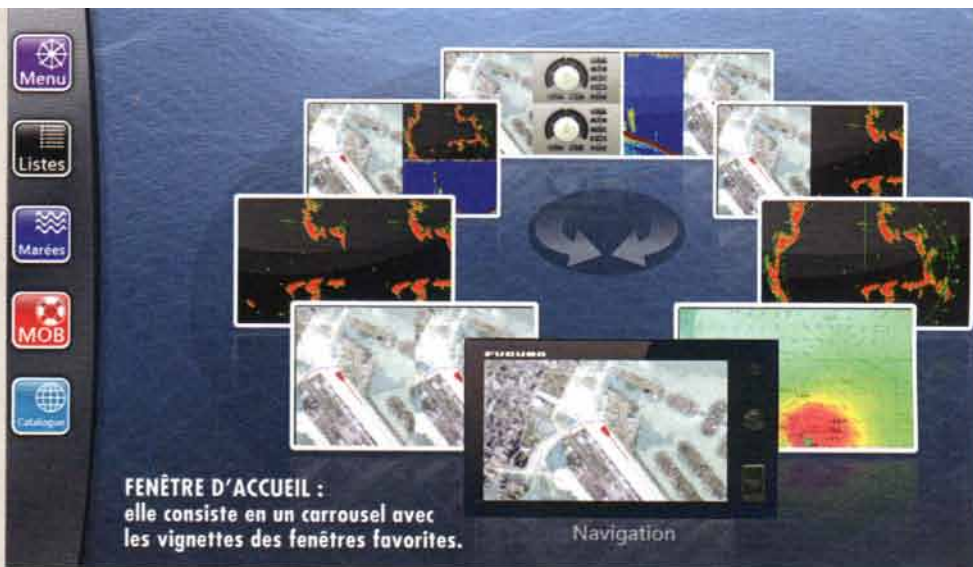 Menu
Listes
Marées
MOB
Catalogue
FURUNO
FENÊTRE D'ACCUEIL :
elle consiste en un carrousel avec
les vignettes des fenêtres favorites.
Navigation